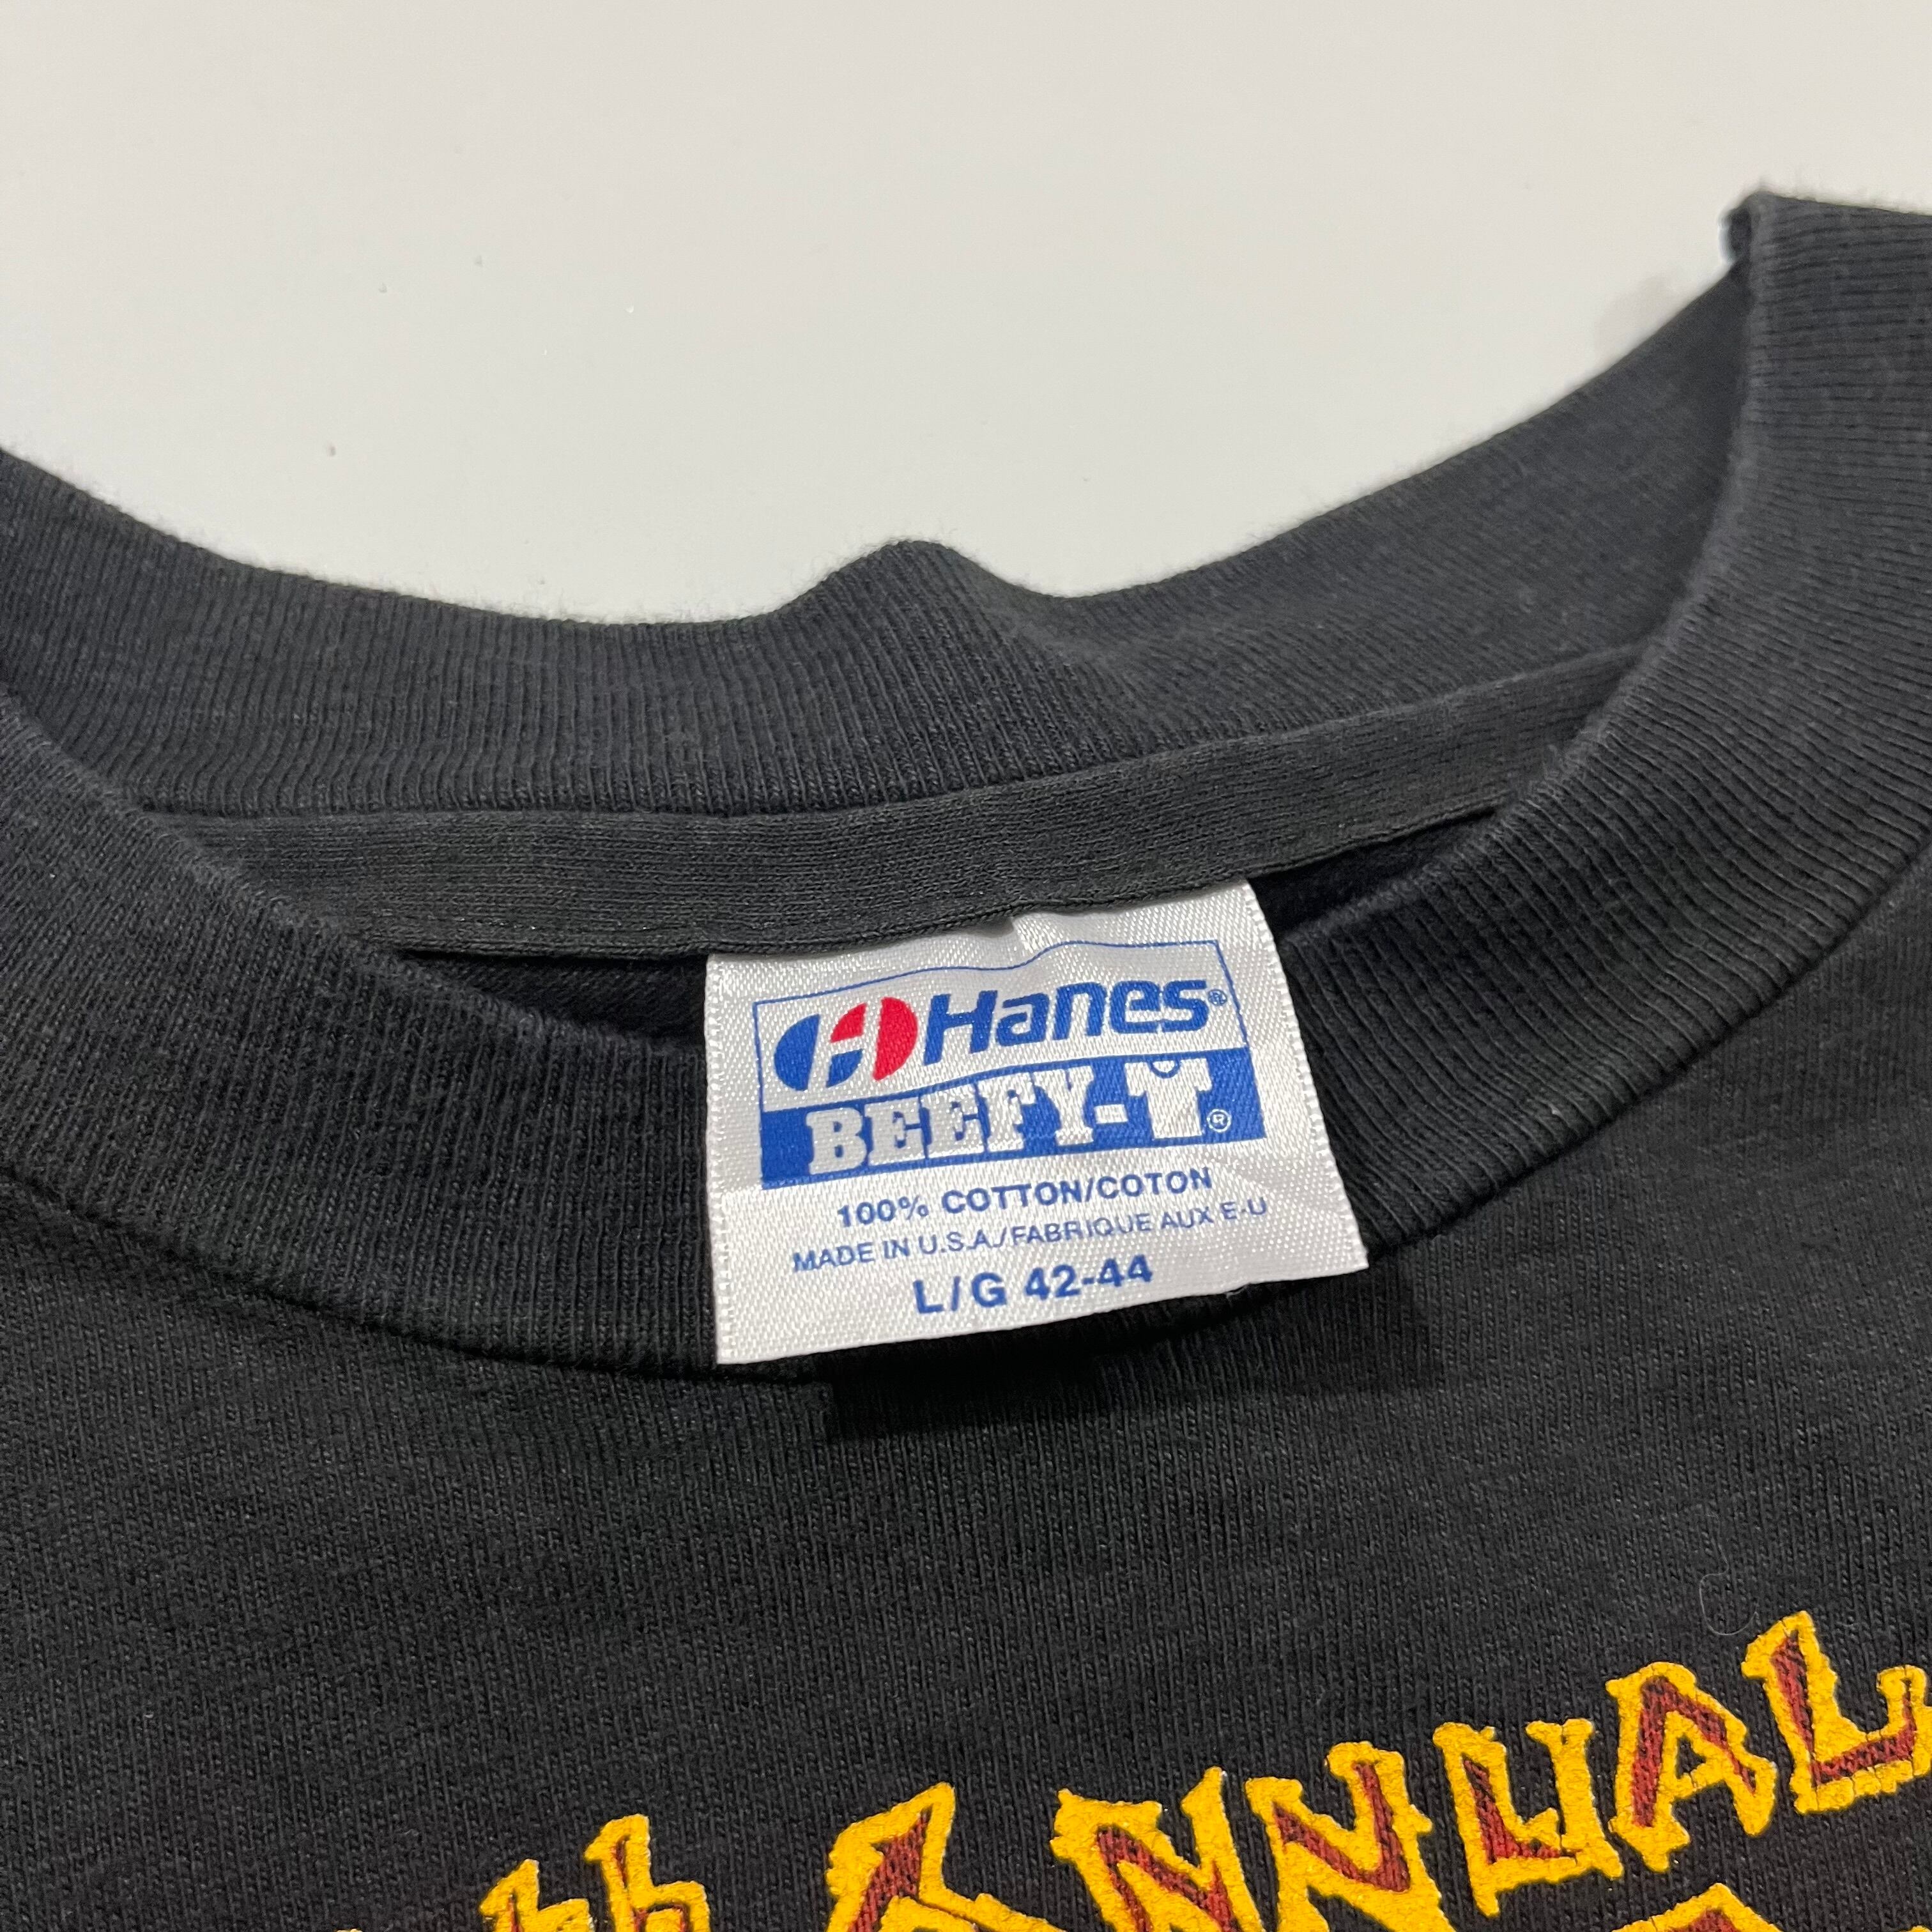 Hanes®
BEEFY-T®
100% COTTON/COTON
MADE IN U.S.A./FABRIQUE AUX E-U
L/G 42-44
ANNUAL